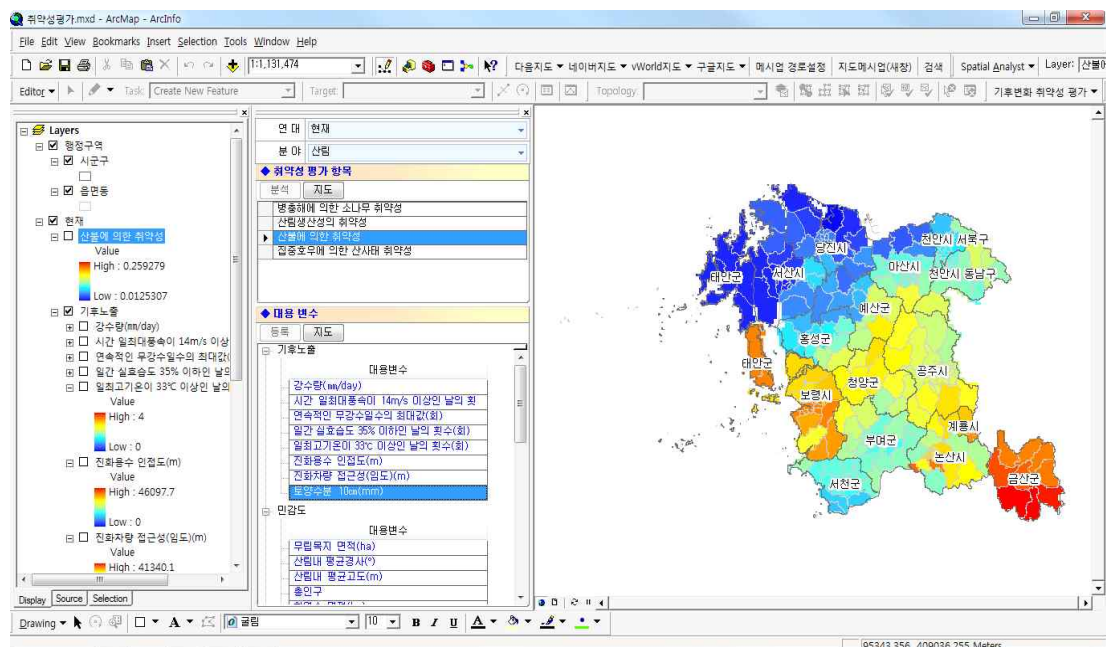 취약성평가.mxd - ArcMap - ArcInfo
File Edit View Bookmarks Insert Selection Tools Window Help
1:1,131,474 다음지도 네이버지도 vWorld지도 구글지도 메시업 경로설정 지도메시업(새창) 검색 Spatial Analyst Layer: 산불에
Editor Task: Create New Feature Target: Topology: 기후변화 취약성 평가
Layers
행정구역
시군구
읍면동
현재
산불에 의한 취약성
Value
High : 0.259279
Low : 0.0125307
기후노출
강수량(mm/day)
시간 일최대풍속이 14m/s 이상
연속적인 무강수일수의 최대값(
일간 실효습도 35% 이하인 날의
일최고기온이 33℃ 이상인 날의
Value
High : 4
Low : 0
진화용수 인접도(m)
Value
High : 46097.7
Low : 0
진화차량 접근성(임도)(m)
Value
High : 41340.1
Display Source Selection
연 대 현재
분 야 산림
◆ 취약성 평가 항목
분석 지도
병충해에 의한 소나무 취약성
산림생산성의 취약성
산불에 의한 취약성
집중호우에 의한 산사태 취약성
◆ 대용 변수
등록 지도
기후노출
대용변수
강수량(mm/day)
시간 일최대풍속이 14m/s 이상인 날의 횟
연속적인 무강수일수의 최대값(회)
일간 실효습도 35% 이하인 날의 횟수(회)
일최고기온이 33℃ 이상인 날의 횟수(회)
진화용수 인접도(m)
진화차량 접근성(임도)(m)
토양수분 10cm(mm)
민감도
대용변수
무립목지 면적(ha)
산림내 평균경사(°)
산림내 평균고도(m)
총인구
당진시
천안시 서북구
태안군
서산시
아산시
천안시 동남구
예산군
홍성군
태안군
공주시
청양군
보령시
계룡시
부여군
논산시
금산군
서천군
Drawing A 굴림 10 B I U A
95343.356 409036.255 Meters